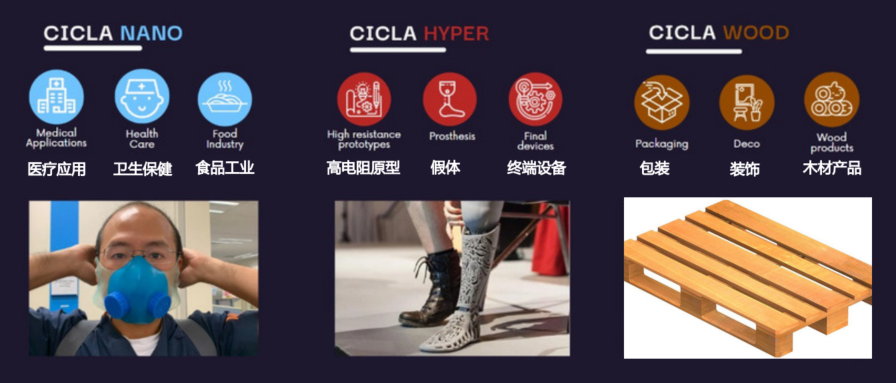 CICLA NANO
Medical
Applications
医疗应用
Health
Care
卫生保健
Food
Industry
食品工业
CICLA HYPER
High resistance
prototypes
高电阻原型
Prosthesis
假体
Final
devices
终端设备
CICLA WOOD
Packaging
包装
Deco
装饰
Wood
products
木材产品